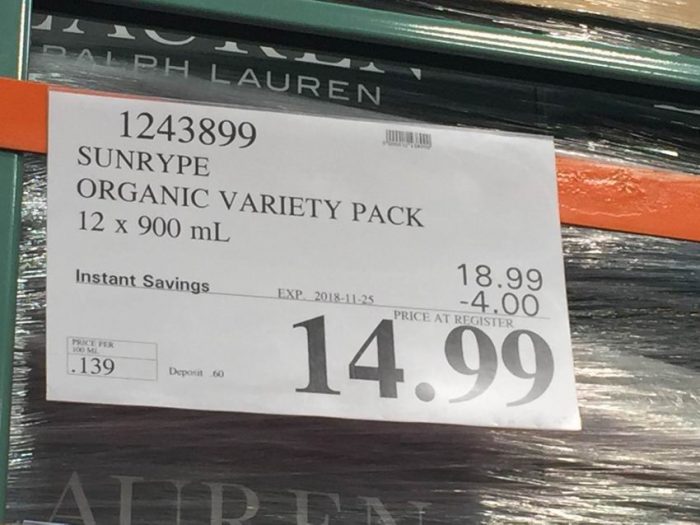 LAUREN
RALPH LAUREN
1243899
SUNRYPE
ORGANIC VARIETY PACK
12 x 900 mL
Instant Savings
EXP. 2018-11-25
18.99
-4.00
PRICE AT REGISTER
14.99
PRICE PER
100 ML
.139
Deposit .60
LAUREN